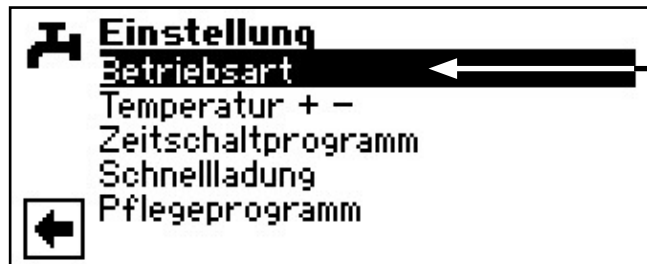 Einstellung
Betriebsart
Temperatur + −
Zeitschaltprogramm
Schnellladung
Pflegeprogramm